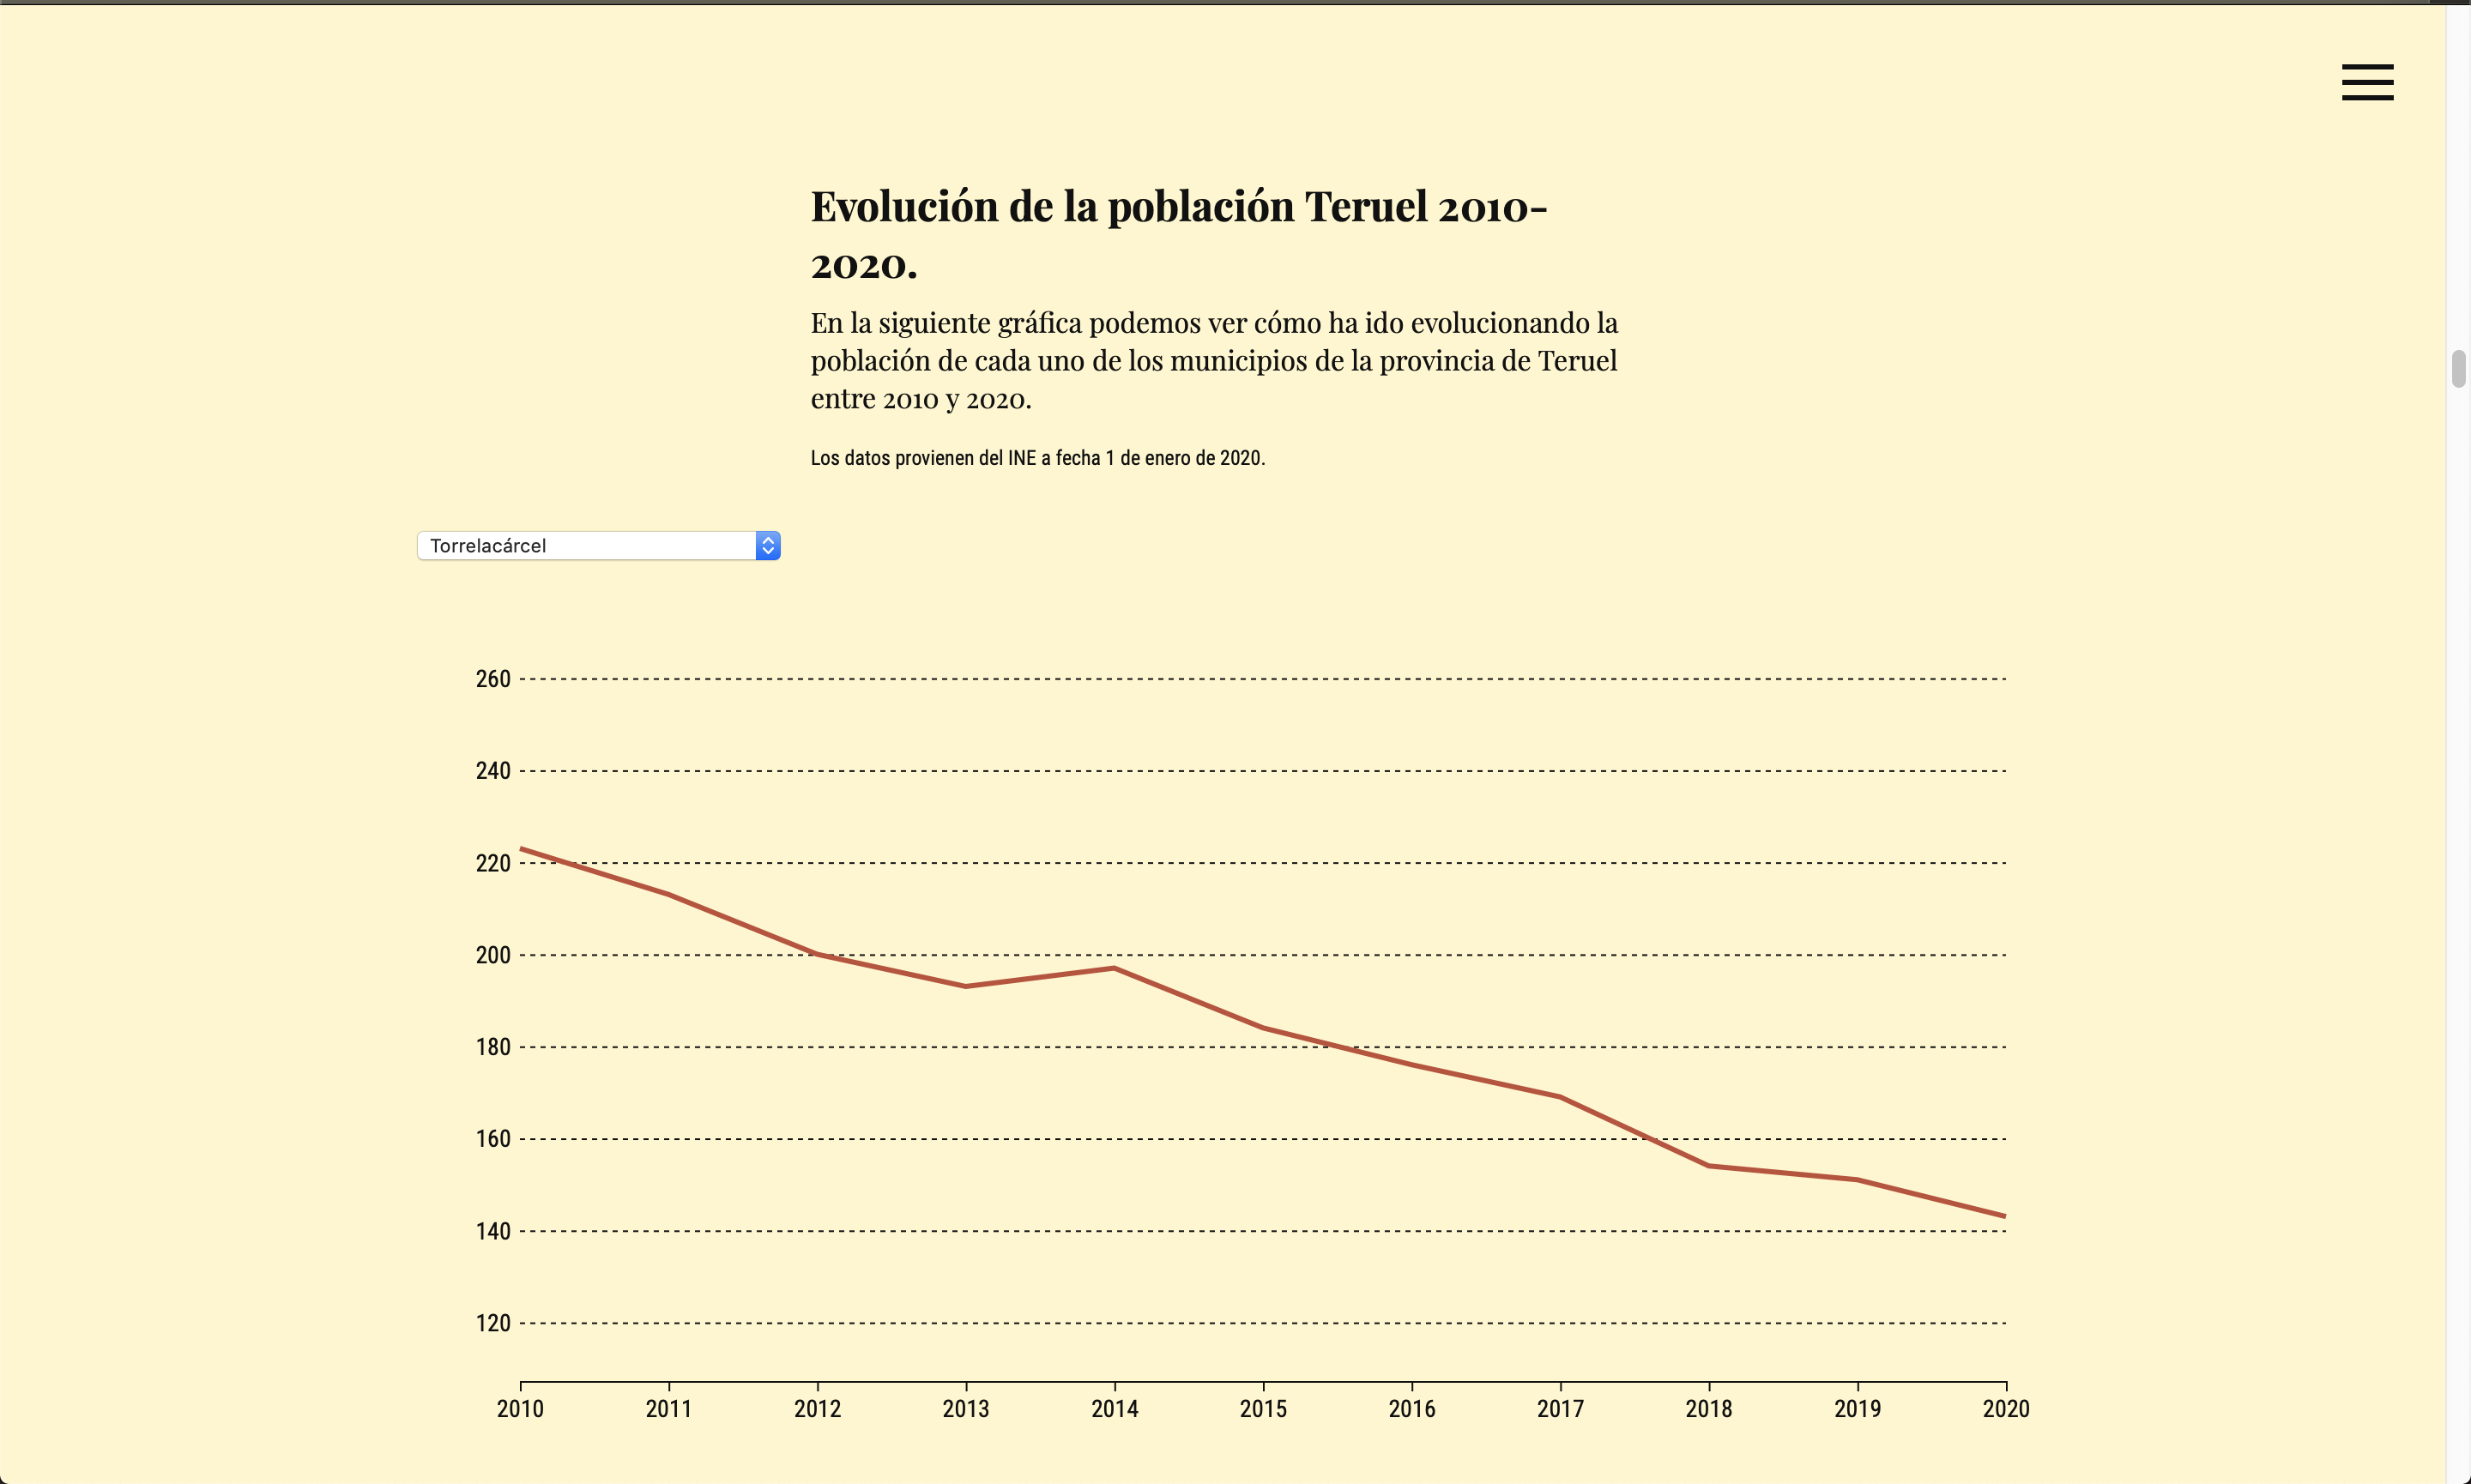 Evolución de la población Teruel 2010-
2020.
En la siguiente gráfica podemos ver cómo ha ido evolucionando la
población de cada uno de los municipios de la provincia de Teruel
entre 2010 y 2020.
Los datos provienen del INE a fecha 1 de enero de 2020.
Torrelacárcel
260
240
220
200
180
160
140
120
2010 2011 2012 2013 2014 2015 2016 2017 2018 2019 2020